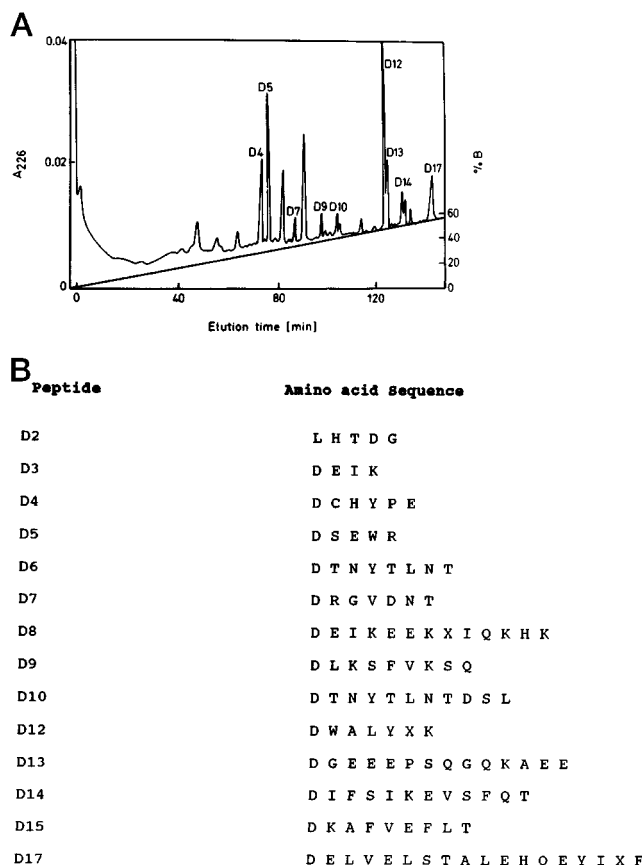 A
0.04
D12
D5
D4
D13
0.02
D17
D14
D7
D9 D10
A226
% B
60
40
20
0
0
0 40 80 120
Elution time [min]
B
Peptide Amino acid Sequence
D2 L H T D G
D3 D E I K
D4 D C H Y P E
D5 D S E W R
D6 D T N Y T L N T
D7 D R G V D N T
D8 D E I K E E K X I Q K H K
D9 D L K S F V K S Q
D10 D T N Y T L N T D S L
D12 D W A L Y X K
D13 D G E E E P S Q G Q K A E E
D14 D I F S I K E V S F Q T
D15 D K A F V E F L T
D17 D E L V E L S T A L E H Q E Y I X